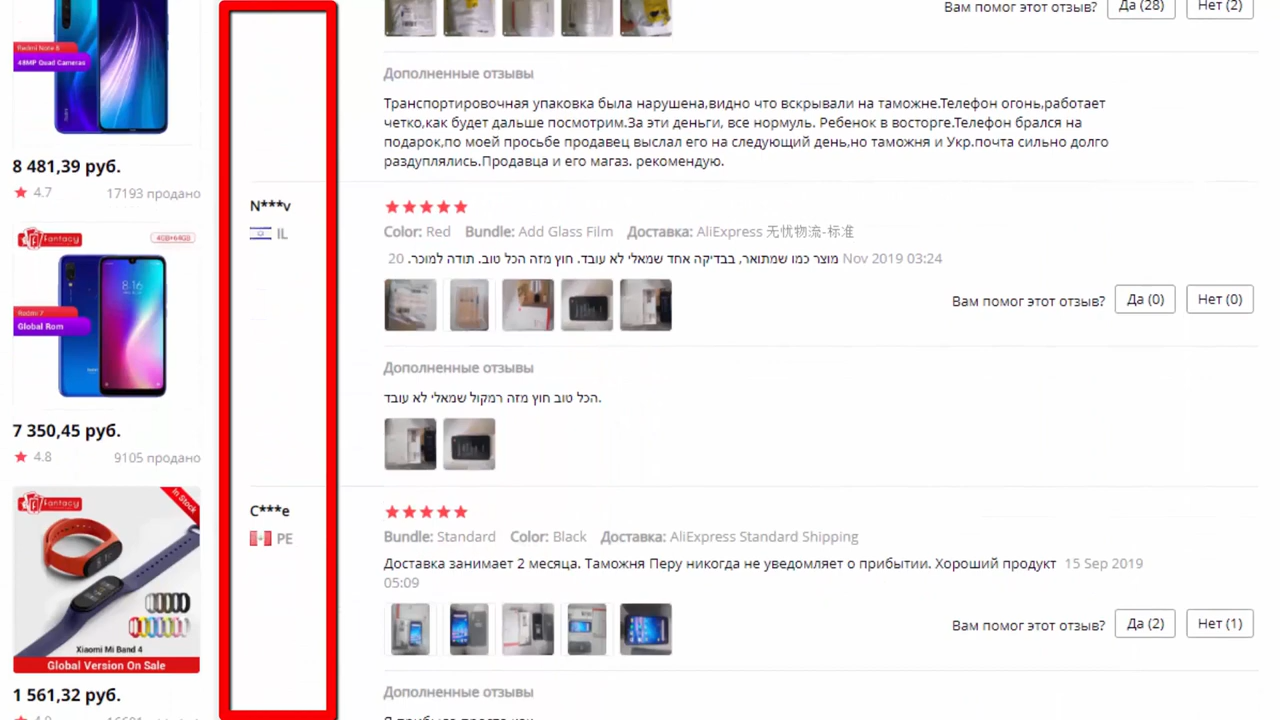 Redmi Note 8
48MP Quad Cameras
8 481,39 руб.
4.7 17193 продано
Fantacy
4GB+64GB
8:16
Redmi 7
Global Rom
7 350,45 руб.
4.8 9105 продано
Fantacy
In Stock
Xiaomi Mi Band 4
Global Version On Sale
1 561,32 руб.
Вам помог этот отзыв? Да (28) Нет (2)
Дополненные отзывы
Транспортировочная упаковка была нарушена,видно что вскрывали на таможне.Телефон огонь,работает
четко,как будет дальше посмотрим.За эти деньги, все нормуль. Ребенок в восторге.Телефон брался на
подарок,по моей просьбе продавец выслал его на следующий день,но таможня и Укр.почта сильно долго
раздуплялись.Продавца и его магаз. рекомендую.
N***v
IL
Color: Red Bundle: Add Glass Film Доставка: AliExpress 无忧物流-标准
מוצר כמו שמתואר, בבדיקה אחד שמאלי לא עובד. חוץ מזה הכל טוב. תודה למוכר. 20 Nov 2019 03:24
Вам помог этот отзыв? Да (0) Нет (0)
Дополненные отзывы
הכל טוב חוץ מזה רמקול שמאלי לא עובד.
C***e
PE
Bundle: Standard Color: Black Доставка: AliExpress Standard Shipping
Доставка занимает 2 месяца. Таможня Перу никогда не уведомляет о прибытии. Хороший продукт 15 Sep 2019
05:09
Вам помог этот отзыв? Да (2) Нет (1)
Дополненные отзывы